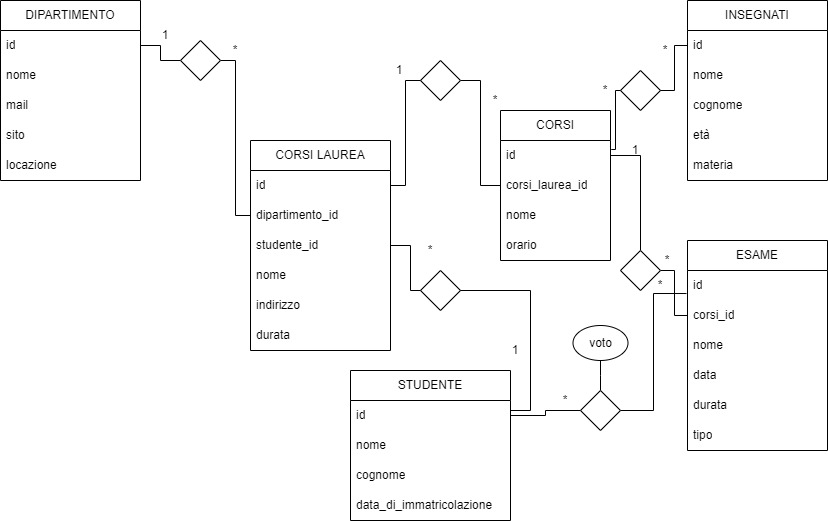 DIPARTIMENTO
id
nome
mail
sito
locazione
1
*
CORSI LAUREA
id
dipartimento_id
studente_id
nome
indirizzo
durata
1
*
CORSI
id
corsi_laurea_id
nome
orario
*
*
INSEGNATI
id
nome
cognome
età
materia
1
*
ESAME
id
corsi_id
nome
data
durata
tipo
*
1
STUDENTE
id
nome
cognome
data_di_immatricolazione
*
voto
*